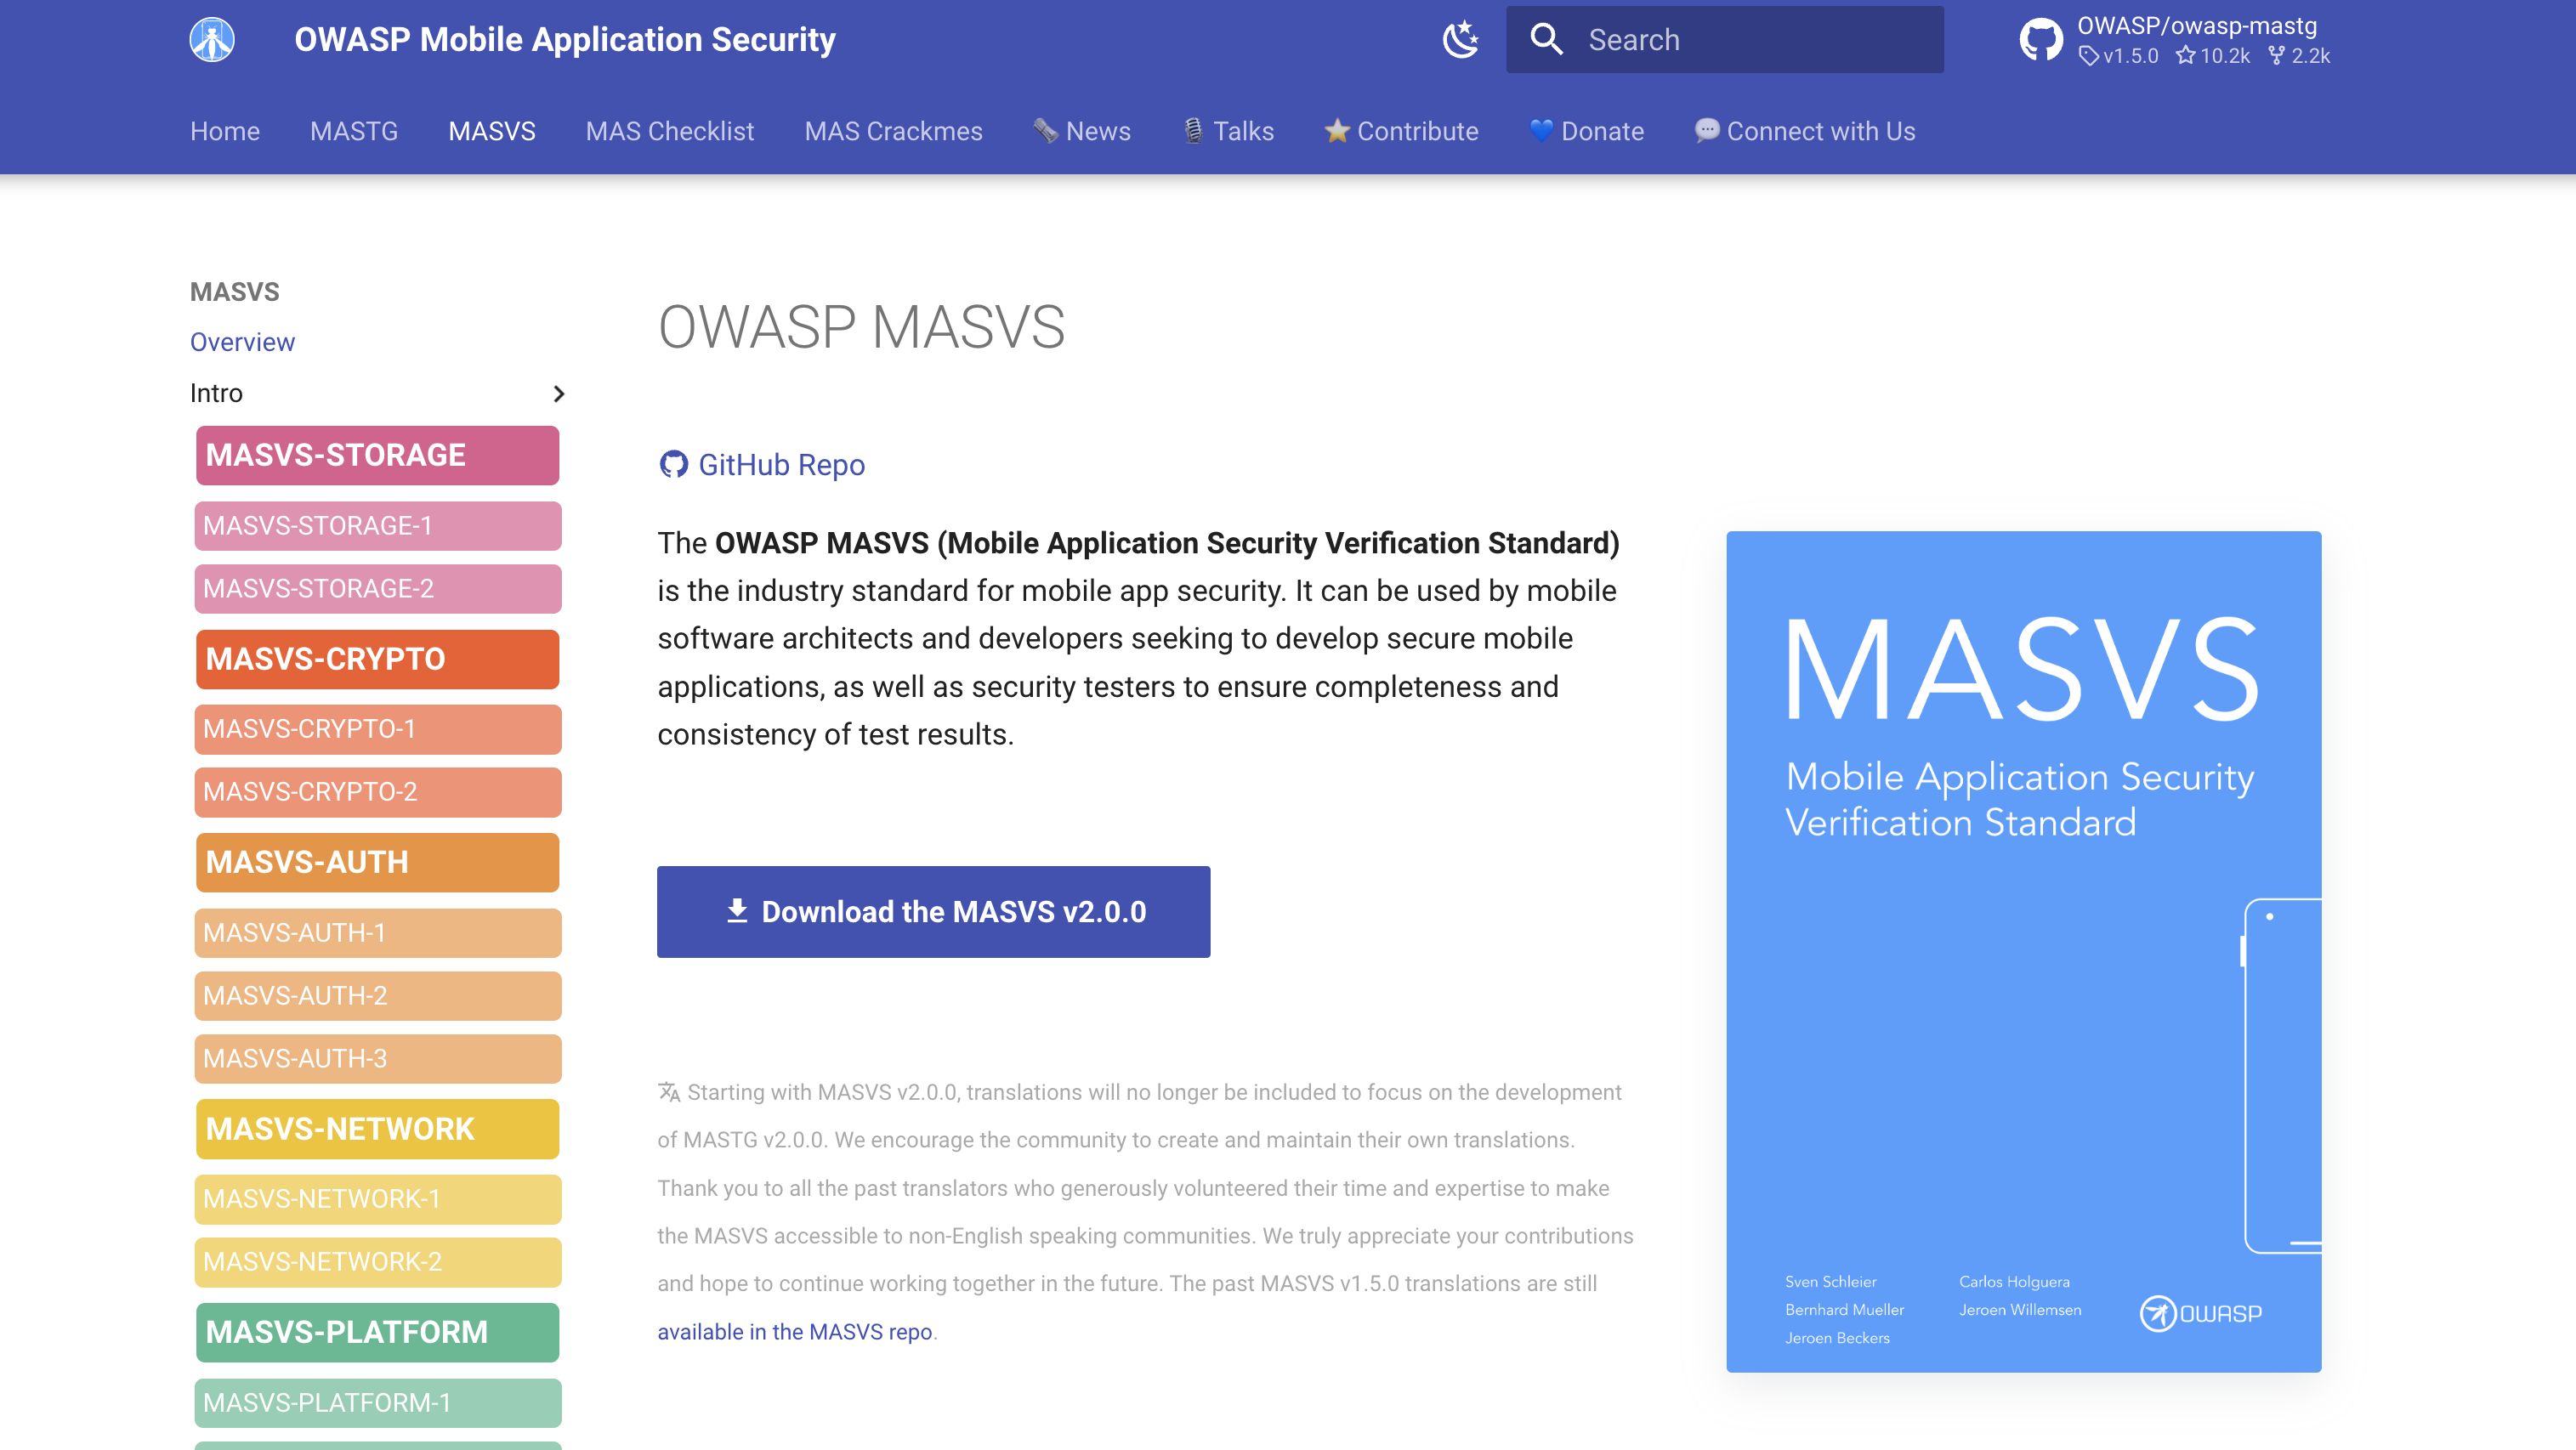 OWASP Mobile Application Security
Search
OWASP/owasp-mastg
v1.5.0 10.2k 2.2k
Home MASTG MASVS MAS Checklist MAS Crackmes News Talks Contribute Donate Connect with Us
MASVS
Overview
Intro
MASVS-STORAGE
MASVS-STORAGE-1
MASVS-STORAGE-2
MASVS-CRYPTO
MASVS-CRYPTO-1
MASVS-CRYPTO-2
MASVS-AUTH
MASVS-AUTH-1
MASVS-AUTH-2
MASVS-AUTH-3
MASVS-NETWORK
MASVS-NETWORK-1
MASVS-NETWORK-2
MASVS-PLATFORM
MASVS-PLATFORM-1
OWASP MASVS
GitHub Repo
The OWASP MASVS (Mobile Application Security Verification Standard)
is the industry standard for mobile app security. It can be used by mobile
software architects and developers seeking to develop secure mobile
applications, as well as security testers to ensure completeness and
consistency of test results.
Download the MASVS v2.0.0
Starting with MASVS v2.0.0, translations will no longer be included to focus on the development
of MASTG v2.0.0. We encourage the community to create and maintain their own translations.
Thank you to all the past translators who generously volunteered their time and expertise to make
the MASVS accessible to non-English speaking communities. We truly appreciate your contributions
and hope to continue working together in the future. The past MASVS v1.5.0 translations are still
available in the MASVS repo.
MASVS
Mobile Application Security
Verification Standard
Sven Schleier
Bernhard Mueller
Jeroen Beckers
Carlos Holguera
Jeroen Willemsen
OWASP